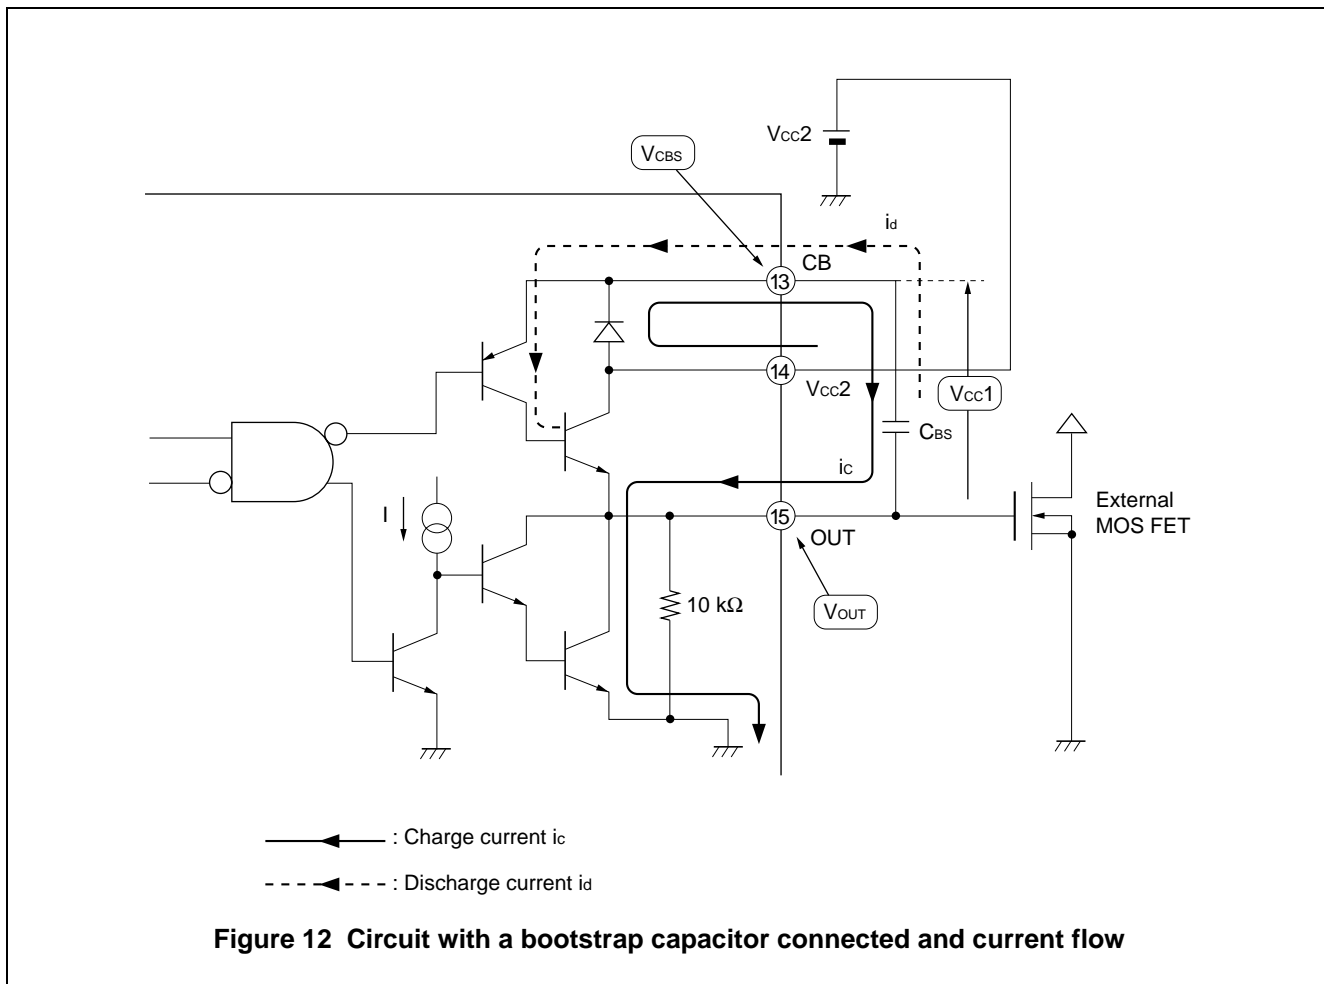 VCC2
VCBS
id
CB
13
14
VCC2
VCC1
CBS
ic
I
15
OUT
External
MOS FET
10 kΩ
VOUT
: Charge current ic
: Discharge current id
Figure 12 Circuit with a bootstrap capacitor connected and current flow